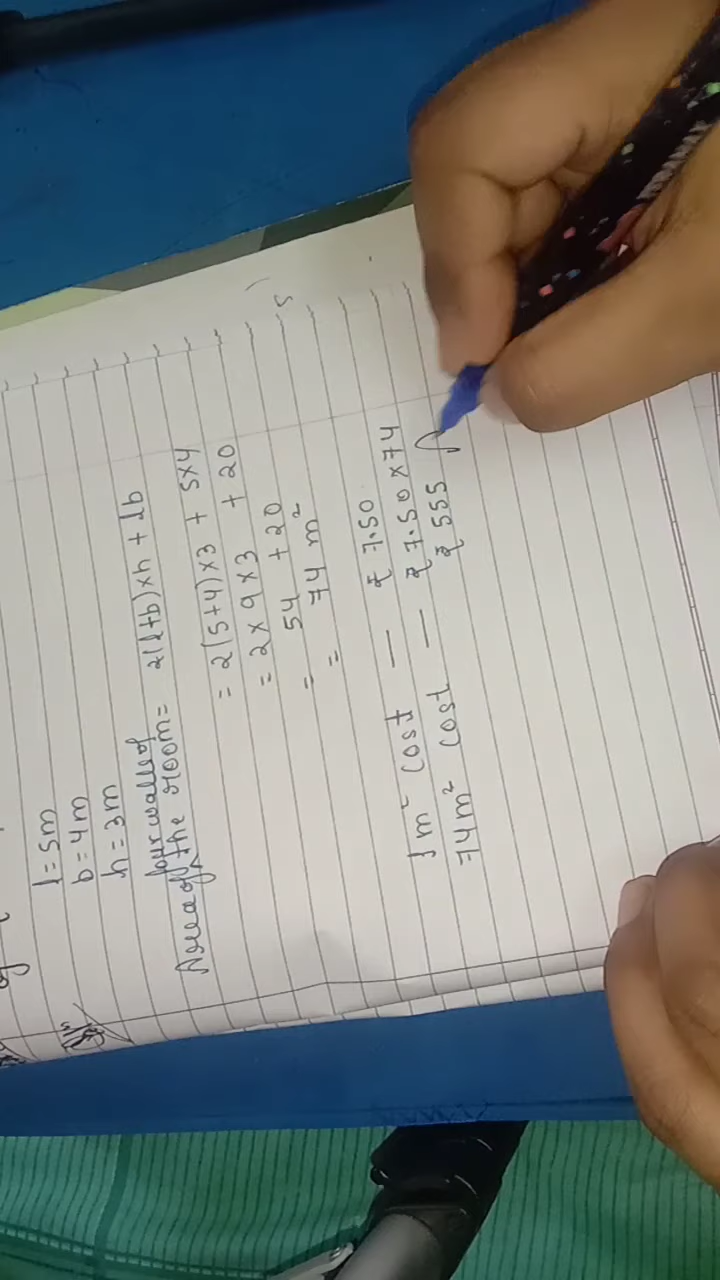 of
l = 5m
b = 4m
h = 3m
four walls of
Area of the room = 2(l+b)×h + lb
= 2(5+4)×3 + 5×4
= 2×9×3 + 20
= 54 + 20
= 74 m²
1m² cost — ₹ 7.50
74m² cost — ₹ 7.50×74
₹ 555